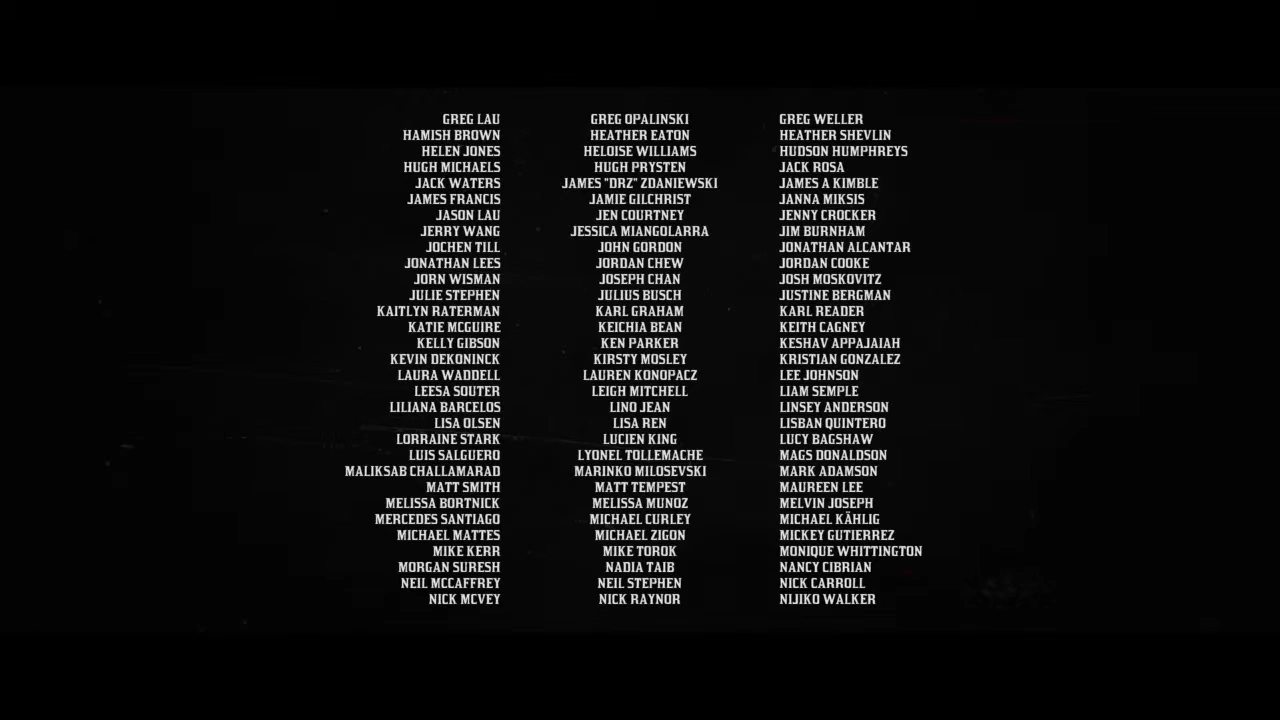 GREG LAU GREG OPALINSKI GREG WELLER
HAMISH BROWN HEATHER EATON HEATHER SHEVLIN
HELEN JONES HELOISE WILLIAMS HUDSON HUMPHREYS
HUGH MICHAELS HUGH PRYSTEN JACK ROSA
JACK WATERS JAMES "DRZ" ZDANIEWSKI JAMES A KIMBLE
JAMES FRANCIS JAMIE GILCHRIST JANNA MIKSIS
JASON LAU JEN COURTNEY JENNY CROCKER
JERRY WANG JESSICA MIANGOLARRA JIM BURNHAM
JOCHEN TILL JOHN GORDON JONATHAN ALCANTAR
JONATHAN LEES JORDAN CHEW JORDAN COOKE
JORN WISMAN JOSEPH CHAN JOSH MOSKOVITZ
JULIE STEPHEN JULIUS BUSCH JUSTINE BERGMAN
KAITLYN RATERMAN KARL GRAHAM KARL READER
KATIE MCGUIRE KEICHIA BEAN KEITH CAGNEY
KELLY GIBSON KEN PARKER KESHAV APPAJAIAH
KEVIN DEKONINCK KIRSTY MOSLEY KRISTIAN GONZALEZ
LAURA WADDELL LAUREN KONOPACZ LEE JOHNSON
LEESA SOUTER LEIGH MITCHELL LIAM SEMPLE
LILIANA BARCELOS LINO JEAN LINSEY ANDERSON
LISA OLSEN LISA REN LISBAN QUINTERO
LORRAINE STARK LUCIEN KING LUCY BAGSHAW
LUIS SALGUERO LYONEL TOLLEMACHE MAGS DONALDSON
MALIKSAB CHALLAMARAD MARINKO MILOSEVSKI MARK ADAMSON
MATT SMITH MATT TEMPEST MAUREEN LEE
MELISSA BORTNICK MELISSA MUNOZ MELVIN JOSEPH
MERCEDES SANTIAGO MICHAEL CURLEY MICHAEL KÄHLIG
MICHAEL MATTES MICHAEL ZIGON MICKEY GUTIERREZ
MIKE KERR MIKE TOROK MONIQUE WHITTINGTON
MORGAN SURESH NADIA TAIB NANCY CIBRIAN
NEIL MCCAFFREY NEIL STEPHEN NICK CARROLL
NICK MCVEY NICK RAYNOR NIJIKO WALKER